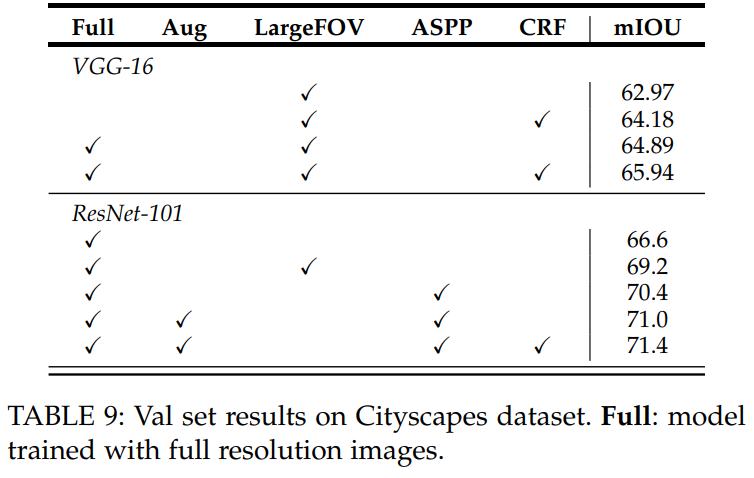 Full Aug LargeFOV ASPP CRF mIOU
VGG-16
✓ 62.97
✓ ✓ 64.18
✓ ✓ 64.89
✓ ✓ ✓ 65.94
ResNet-101
✓ 66.6
✓ ✓ 69.2
✓ ✓ 70.4
✓ ✓ ✓ 71.0
✓ ✓ ✓ ✓ 71.4
TABLE 9: Val set results on Cityscapes dataset. Full: model
trained with full resolution images.